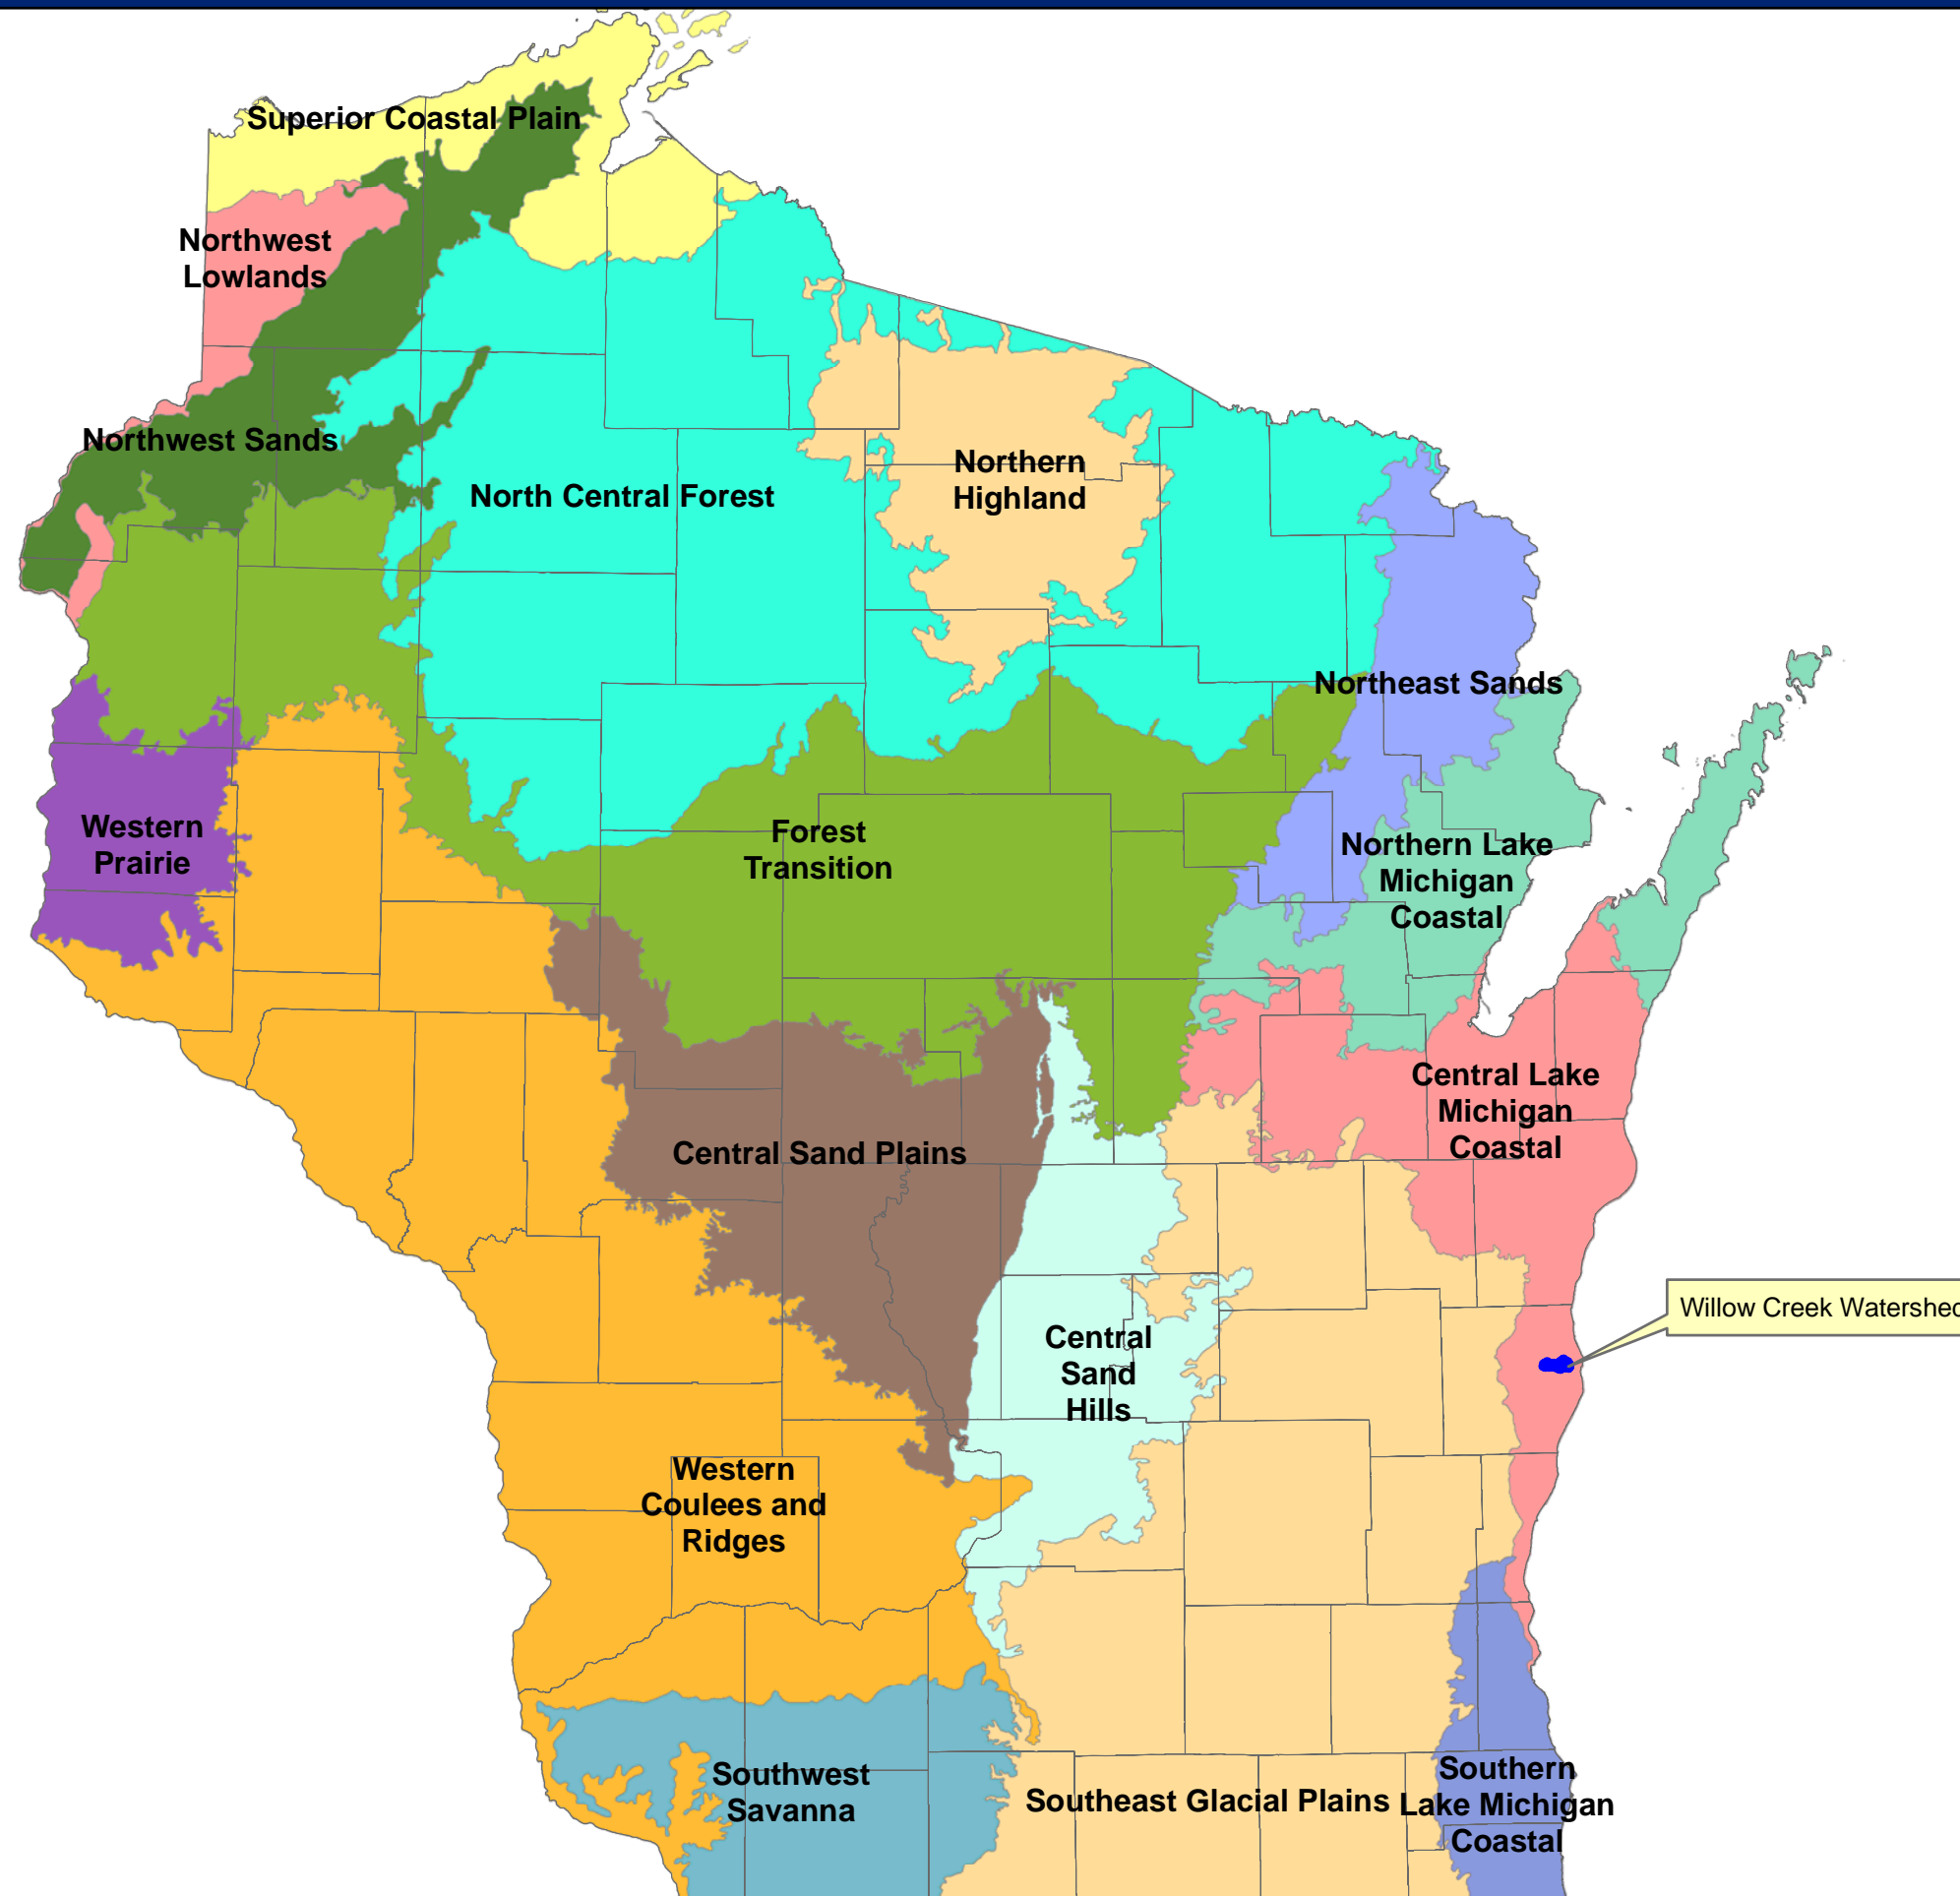 Superior Coastal Plain
Northwest
Lowlands
Northwest Sands
North Central Forest
Northern
Highland
Northeast Sands
Western
Prairie
Forest
Transition
Northern Lake
Michigan
Coastal
Central Lake
Michigan
Coastal
Central Sand Plains
Willow Creek Watershed
Central
Sand
Hills
Western
Coulees and
Ridges
Southwest
Savanna
Southeast Glacial Plains
Southern
Lake Michigan
Coastal